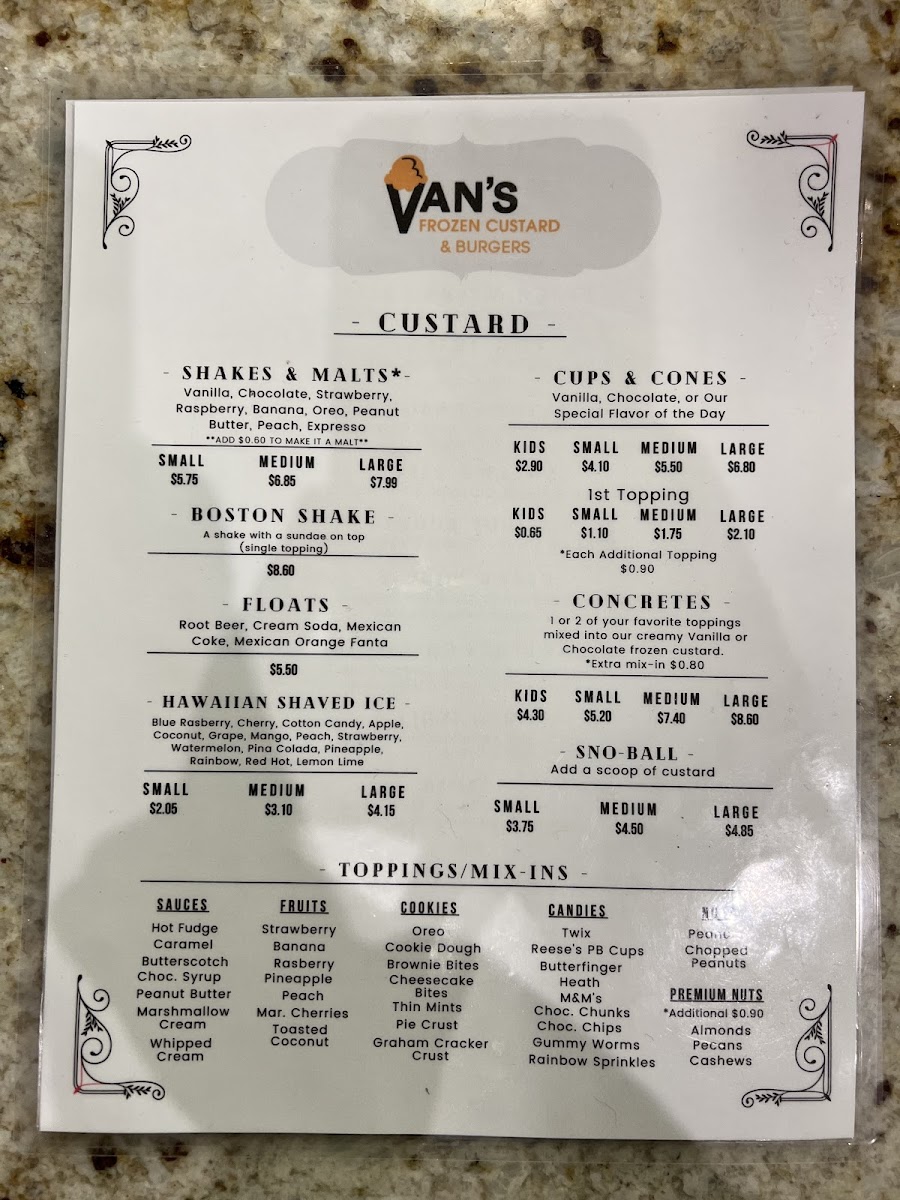 VAN'S
FROZEN CUSTARD
& BURGERS
- CUSTARD -
- SHAKES & MALTS*-
Vanilla, Chocolate, Strawberry,
Raspberry, Banana, Oreo, Peanut
Butter, Peach, Expresso
**ADD $0.60 TO MAKE IT A MALT**
SMALL MEDIUM LARGE
$5.75 $6.85 $7.99
- BOSTON SHAKE -
A shake with a sundae on top
(single topping)
$8.60
- FLOATS -
Root Beer, Cream Soda, Mexican
Coke, Mexican Orange Fanta
$5.50
- HAWAIIAN SHAVED ICE -
Blue Rasberry, Cherry, Cotton Candy, Apple,
Coconut, Grape, Mango, Peach, Strawberry,
Watermelon, Pina Colada, Pineapple,
Rainbow, Red Hot, Lemon Lime
SMALL MEDIUM LARGE
$2.05 $3.10 $4.15
- CUPS & CONES -
Vanilla, Chocolate, or Our
Special Flavor of the Day
KIDS SMALL MEDIUM LARGE
$2.90 $4.10 $5.50 $6.80
1st Topping
KIDS SMALL MEDIUM LARGE
$0.65 $1.10 $1.75 $2.10
*Each Additional Topping
$0.90
- CONCRETES -
1 or 2 of your favorite toppings
mixed into our creamy Vanilla or
Chocolate frozen custard.
*Extra mix-in $0.80
KIDS SMALL MEDIUM LARGE
$4.30 $5.20 $7.40 $8.60
- SNO-BALL -
Add a scoop of custard
SMALL MEDIUM LARGE
$3.75 $4.50 $4.85
- TOPPINGS/MIX-INS -
SAUCES
Hot Fudge
Caramel
Butterscotch
Choc. Syrup
Peanut Butter
Marshmallow
Cream
Whipped
Cream
FRUITS
Strawberry
Banana
Rasberry
Pineapple
Peach
Mar. Cherries
Toasted
Coconut
COOKIES
Oreo
Cookie Dough
Brownie Bites
Cheesecake
Bites
Thin Mints
Pie Crust
Graham Cracker
Crust
CANDIES
Twix
Reese's PB Cups
Butterfinger
Heath
M&M's
Choc. Chunks
Choc. Chips
Gummy Worms
Rainbow Sprinkles
Chopped
Peanuts
PREMIUM NUTS
*Additional $0.90
Almonds
Pecans
Cashews